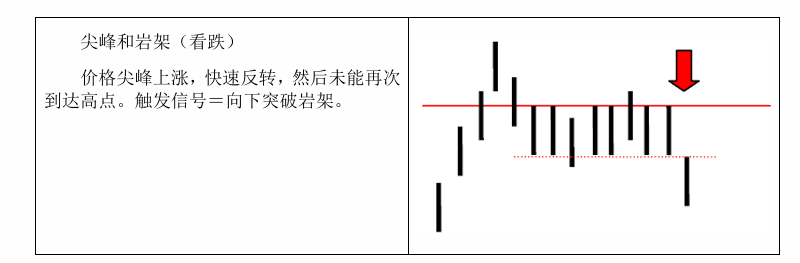 尖峰和岩架（看跌）
价格尖峰上涨，快速反转，然后未能再次
到达高点。触发信号＝向下突破岩架。